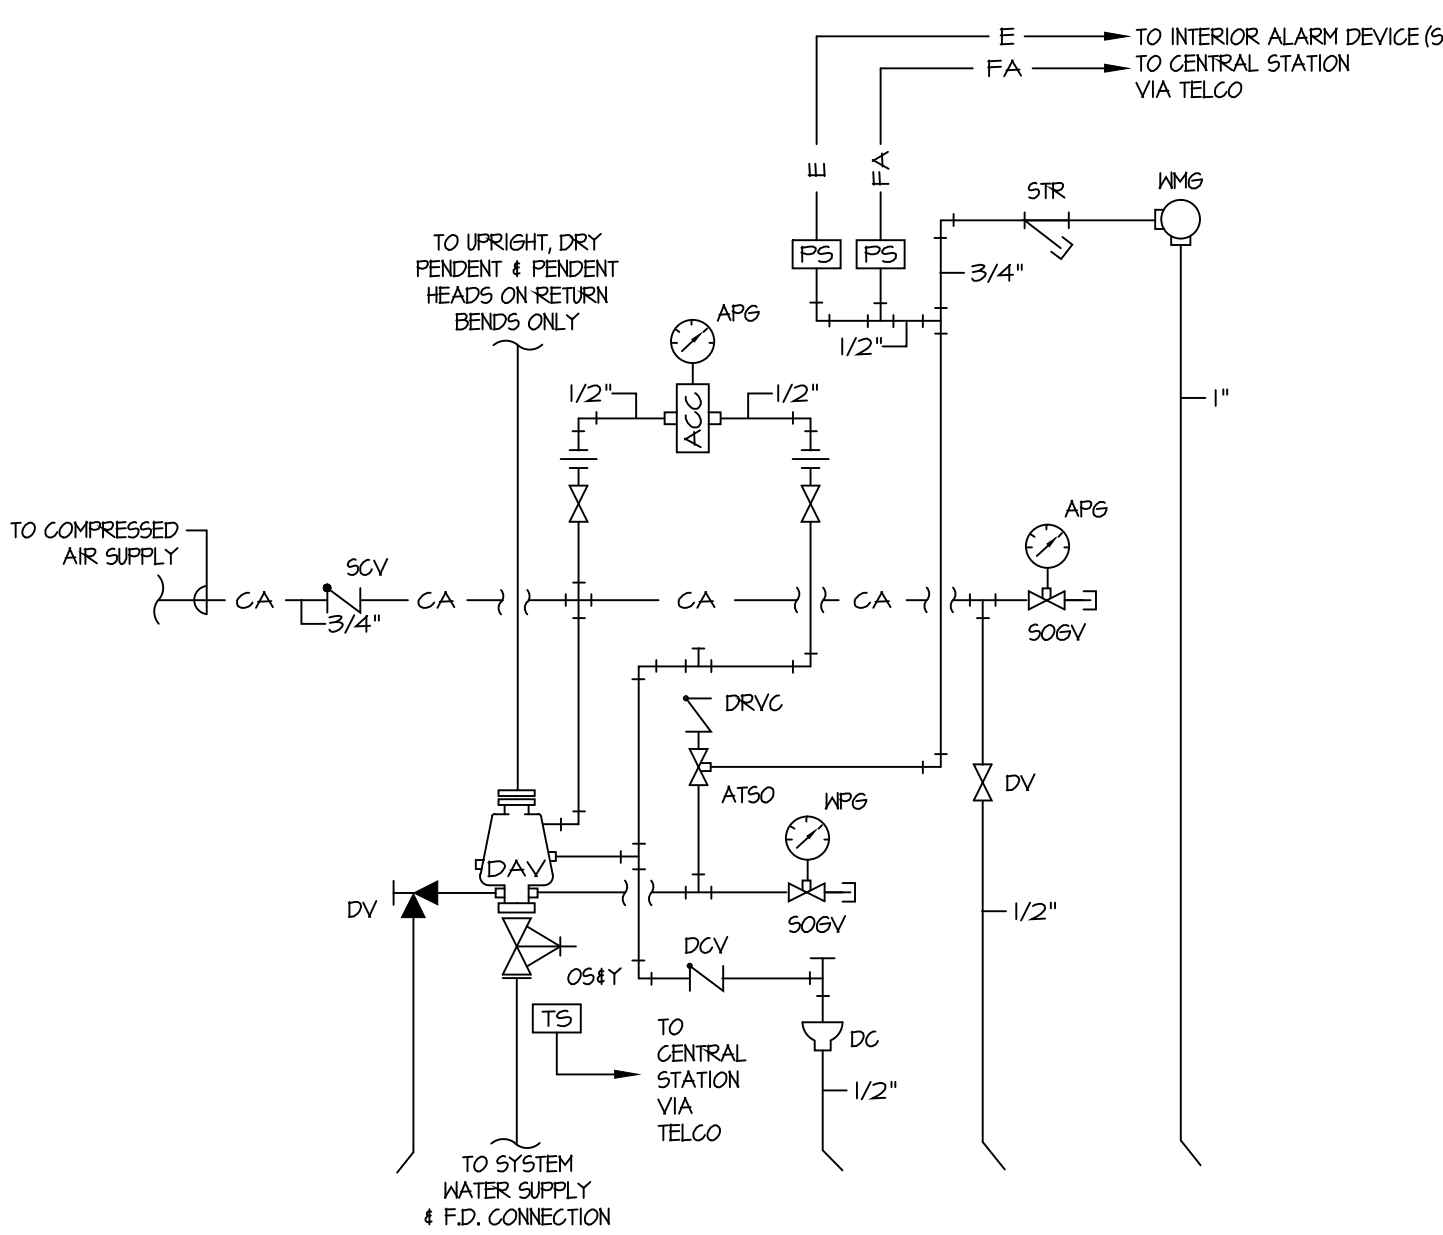 E
TO INTERIOR ALARM DEVICE (S
FA
TO CENTRAL STATION
VIA TELCO
E
FA
STR
WMG
TO UPRIGHT, DRY
PENDENT & PENDENT
HEADS ON RETURN
BENDS ONLY
PS
PS
3/4"
APG
1/2"
1/2"
1/2"
1"
ACC
APG
TO COMPRESSED
AIR SUPPLY
SCV
CA
CA
CA
CA
3/4"
SOGV
DRVC
ATSO
WPG
DV
DAV
DV
SOGV
1/2"
DCV
OS&Y
TS
TO
CENTRAL
STATION
VIA
TELCO
DC
1/2"
TO SYSTEM
WATER SUPPLY
& F.D. CONNECTION